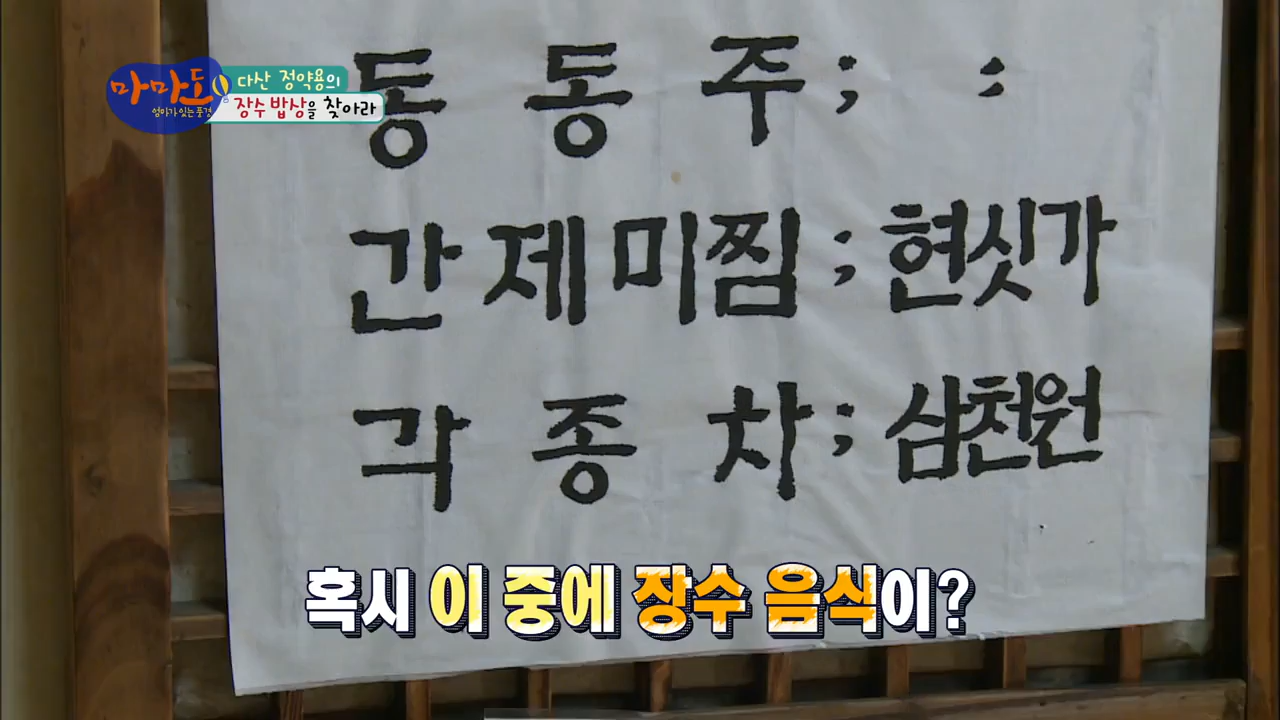 마마도 다산 정약용의
엄마가 있는 풍경 장수 밥상을 찾아라
동 동 주 ; ;
간제미찜 ; 현싯가
각 종 차 ; 삼천원
혹시 이 중에 장수 음식이?